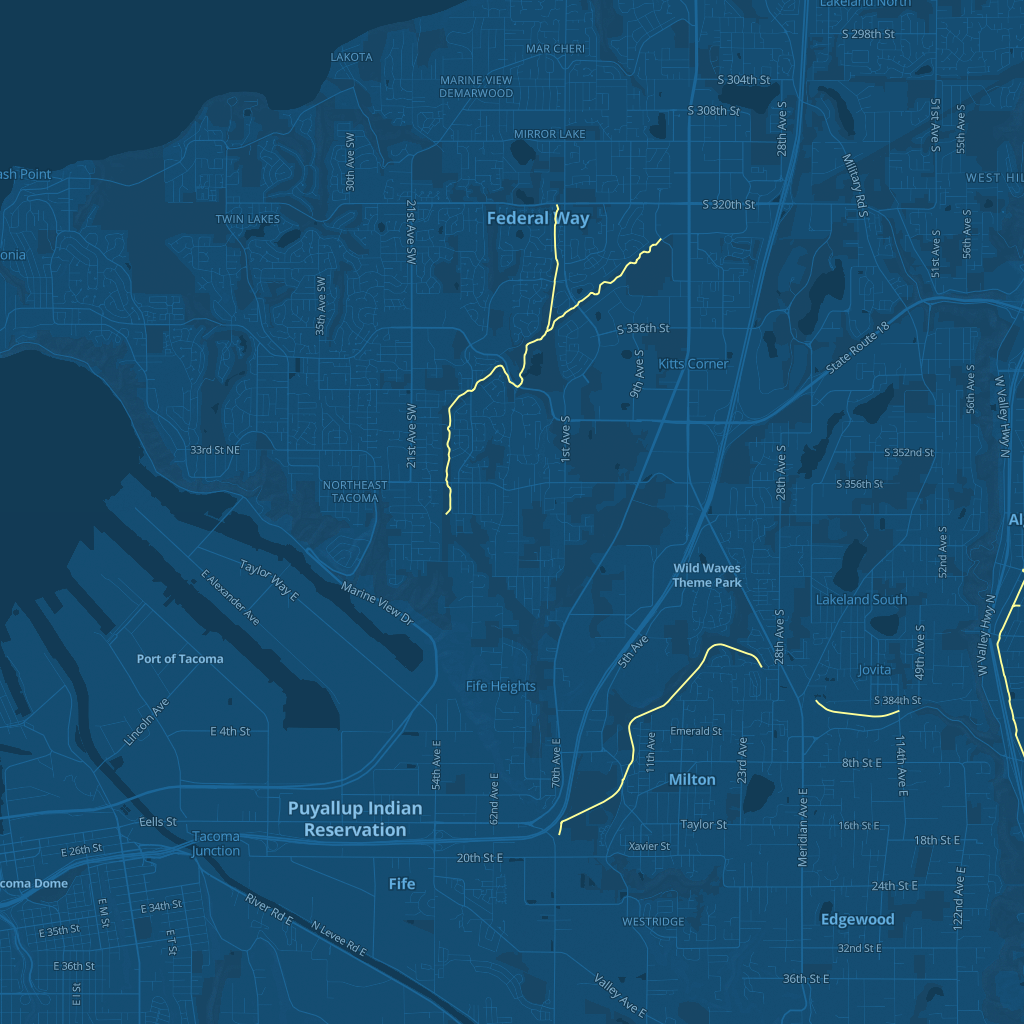 Lakeland North
S 298th St
MAR CHERI
LAKOTA
MARINE VIEW
DEMARWOOD
S 304th St
S 308th St
28th Ave S
51st Ave S
55th Ave S
MIRROR LAKE
30th Ave SW
Military Rd S
ash Point
WEST HIL
TWIN LAKES
21st Ave SW
Federal Way
S 320th St
51st Ave S
56th Ave S
onia
35th Ave SW
S 336th St
State Route 18
Kitts Corner
9th Ave S
56th Ave S
W Valley Hwy N
21st Ave SW
1st Ave S
33rd St NE
S 352nd St
28th Ave S
NORTHEAST
TACOMA
S 356th St
Al
52nd Ave S
Taylor Way E
E Alexander Ave
Marine View Dr
Wild Waves
Theme Park
Lakeland South
W Valley Hwy N
5th Ave
28th Ave S
49th Ave S
Port of Tacoma
Jovita
Fife Heights
S 384th St
Lincoln Ave
E 4th St
Emerald St
11th Ave
23rd Ave
114th Ave E
54th Ave E
62nd Ave E
70th Ave E
8th St E
Milton
Puyallup Indian
Reservation
Meridian Ave E
Eells St
Taylor St
16th St E
Tacoma
Junction
18th St E
E 26th St
Xavier St
20th St E
coma Dome
Fife
24th St E
122nd Ave E
E M St
E 34th St
River Rd E
WESTRIDGE
Edgewood
E 35th St
E T St
N Levee Rd E
32nd St E
E 36th St
Valley Ave E
36th St E
E I St